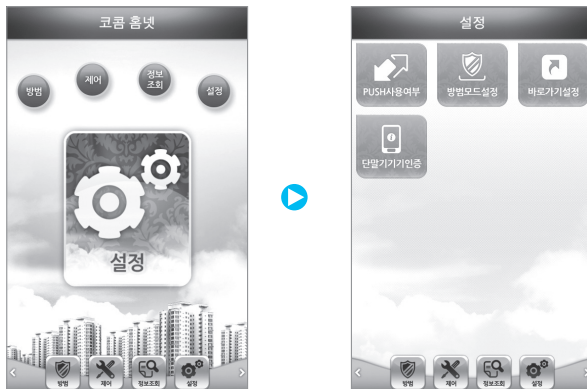 코콤 홈넷
방범
제어
정보
조회
설정
설정
방범
제어
정보조회
설정
설정
PUSH사용여부
방범모드설정
바로가기설정
단말기기인증
방범
제어
정보조회
설정